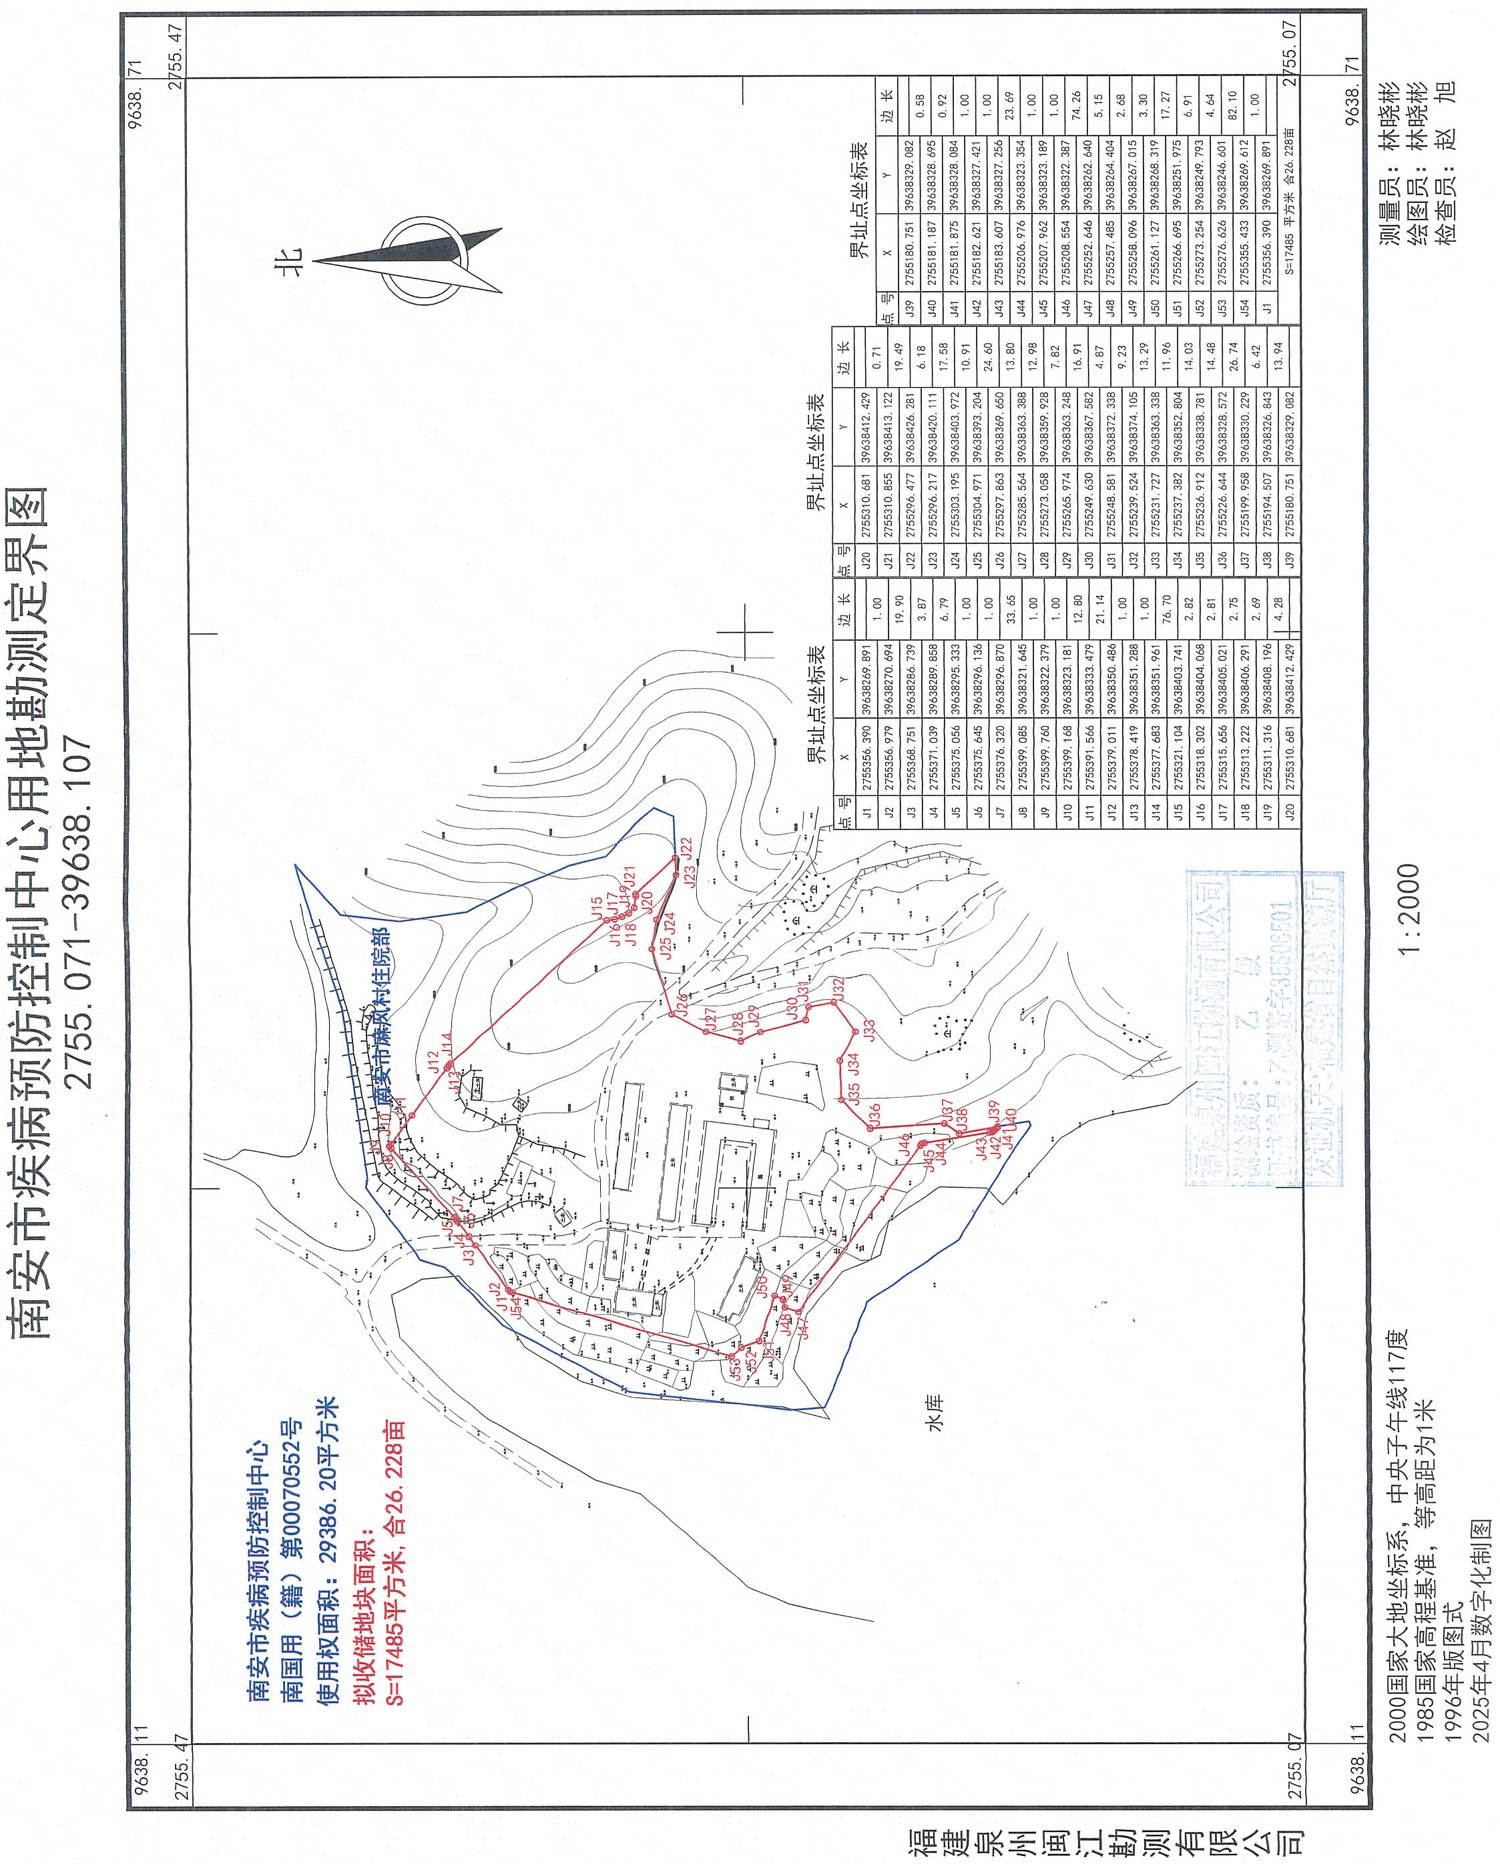 南安市疾病预防控制中心用地勘测定界图
2755.071-39638.107
9638.11
2755.47
9638.71
2755.47
南安市疾病预防控制中心
南国用（籍）第00070552号
使用权面积：29386.20平方米
拟收储地块面积：
S=17485平方米,合26.228亩
北
南安市麻风村住院部
水库
界址点坐标表
点号 X Y 边长
J1 2755356.390 39638269.891
1.00
J2 2755356.979 39638270.694
19.90
J3 2755368.751 39638286.739
3.87
J4 2755371.039 39638289.858
6.79
J5 2755375.056 39638295.333
1.00
J6 2755375.645 39638296.136
1.00
J7 2755376.320 39638296.870
33.65
J8 2755399.085 39638321.645
1.00
J9 2755399.760 39638322.379
1.00
J10 2755399.168 39638323.181
12.80
J11 2755391.566 39638333.479
21.14
J12 2755379.011 39638350.486
1.00
J13 2755378.419 39638351.288
1.00
J14 2755377.683 39638351.961
76.70
J15 2755321.104 39638403.741
2.82
J16 2755318.302 39638404.068
2.81
J17 2755315.656 39638405.021
2.75
J18 2755313.222 39638406.291
2.69
J19 2755311.316 39638408.196
4.28
J20 2755310.681 39638412.429
界址点坐标表
点号 X Y 边长
J20 2755310.681 39638412.429
0.71
J21 2755310.855 39638413.122
19.49
J22 2755296.477 39638426.281
6.18
J23 2755296.217 39638420.111
17.58
J24 2755303.195 39638403.972
10.91
J25 2755304.971 39638393.204
24.60
J26 2755297.863 39638369.650
13.80
J27 2755285.564 39638363.388
12.98
J28 2755273.058 39638359.928
7.82
J29 2755265.974 39638363.248
16.91
J30 2755249.630 39638367.582
4.87
J31 2755248.581 39638372.338
9.23
J32 2755239.524 39638374.105
13.29
J33 2755231.727 39638363.338
11.96
J34 2755237.382 39638352.804
14.03
J35 2755236.912 39638338.781
14.48
J36 2755226.644 39638328.572
26.74
J37 2755199.958 39638330.229
6.42
J38 2755194.507 39638326.843
13.94
J39 2755180.751 39638329.082
界址点坐标表
点号 X Y 边长
J39 2755180.751 39638329.082
0.58
J40 2755181.187 39638328.695
0.92
J41 2755181.875 39638328.084
1.00
J42 2755182.621 39638327.421
1.00
J43 2755183.607 39638327.256
23.69
J44 2755206.976 39638323.354
1.00
J45 2755207.962 39638323.189
1.00
J46 2755208.554 39638322.387
74.26
J47 2755252.646 39638262.640
5.15
J48 2755257.485 39638264.404
2.68
J49 2755258.096 39638267.015
3.30
J50 2755261.127 39638268.319
17.27
J51 2755266.695 39638251.975
6.91
J52 2755273.254 39638249.793
4.64
J53 2755276.626 39638246.601
82.10
J54 2755355.433 39638269.612
1.00
J1 2755356.390 39638269.891
S=17485 平方米 合26.228亩
2755.07
9638.11
2755.07
9638.71
福建泉州闽江勘测有限公司
2000国家大地坐标系，中央子午线117度
1985国家高程基准，等高距为1米
1996年版图式
2025年4月数字化制图
1:2000
测量员：林晓彬
绘图员：林晓彬
检查员：赵 旭